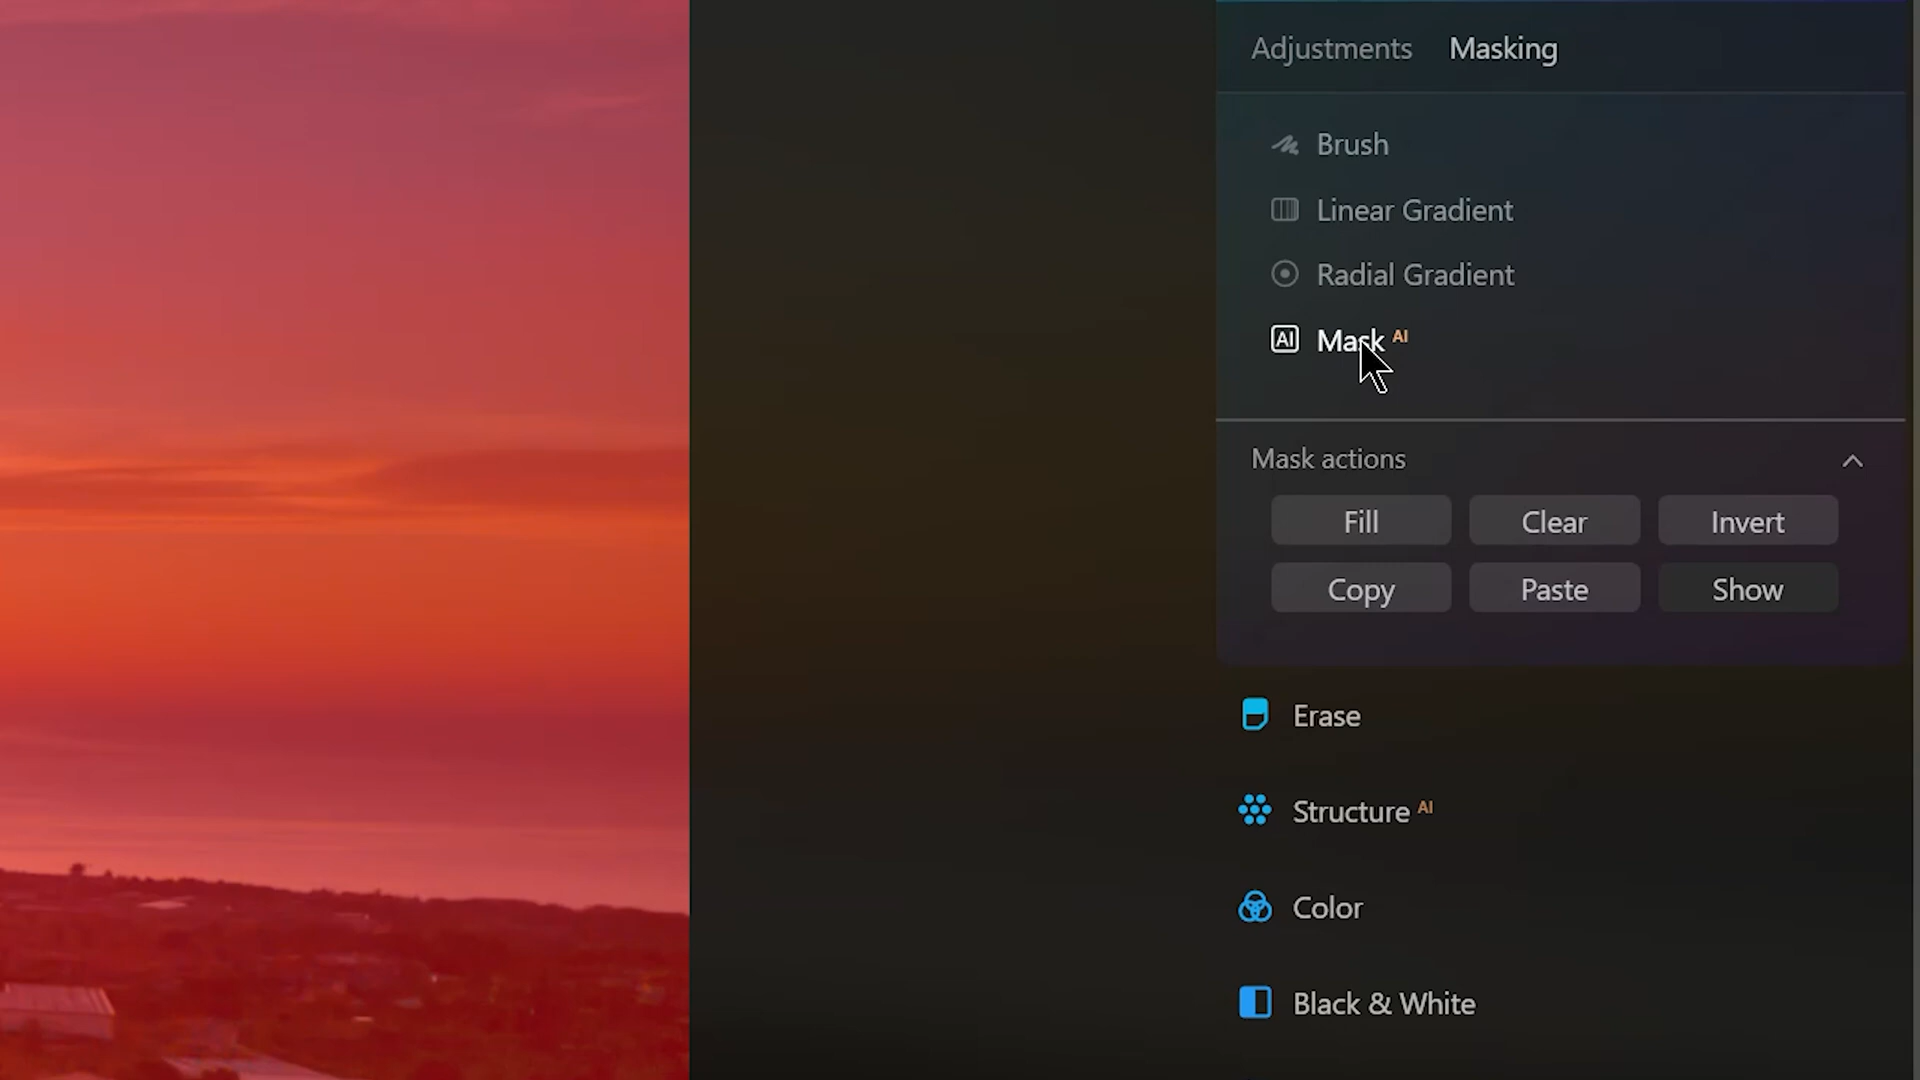 Adjustments Masking
Brush
Linear Gradient
Radial Gradient
AI Mask AI
Mask actions
Fill Clear Invert
Copy Paste Show
Erase
Structure AI
Color
Black & White